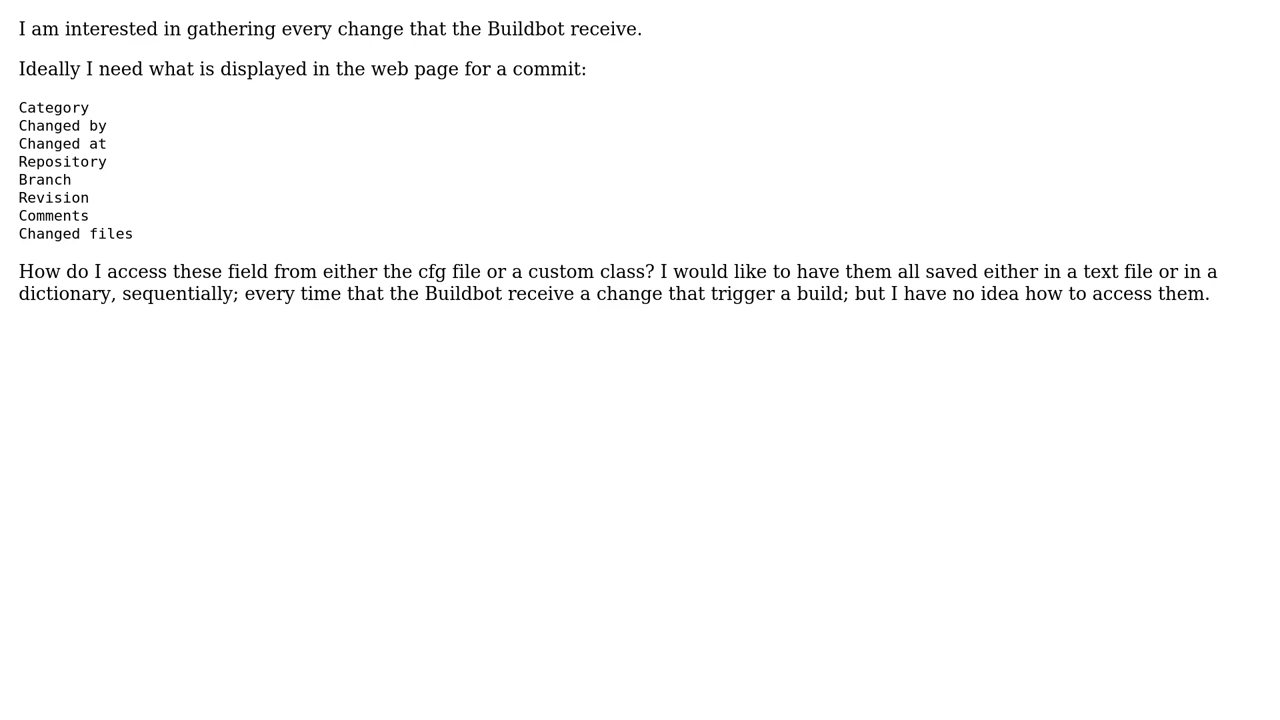 I am interested in gathering every change that the Buildbot receive.
Ideally I need what is displayed in the web page for a commit:
Category
Changed by
Changed at
Repository
Branch
Revision
Comments
Changed files
How do I access these field from either the cfg file or a custom class? I would like to have them all saved either in a text file or in a
dictionary, sequentially; every time that the Buildbot receive a change that trigger a build; but I have no idea how to access them.